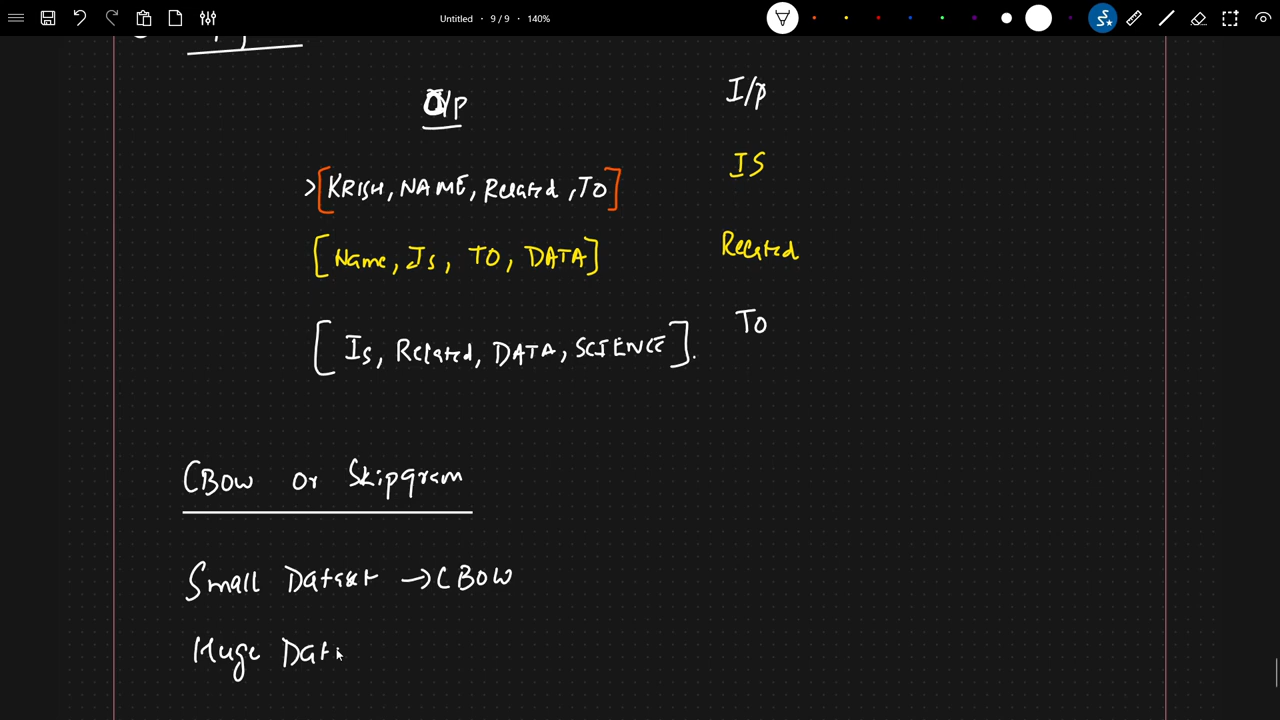 Untitled • 9 / 9 • 140%
O/p I/p
>[KRISH, NAME, Related, TO] IS
[Name, Is, TO, DATA] Related
[Is, Related, DATA, SCIENCE]. To
CBOW or Skipgram
Small Dataset → CBOW
Huge Dat